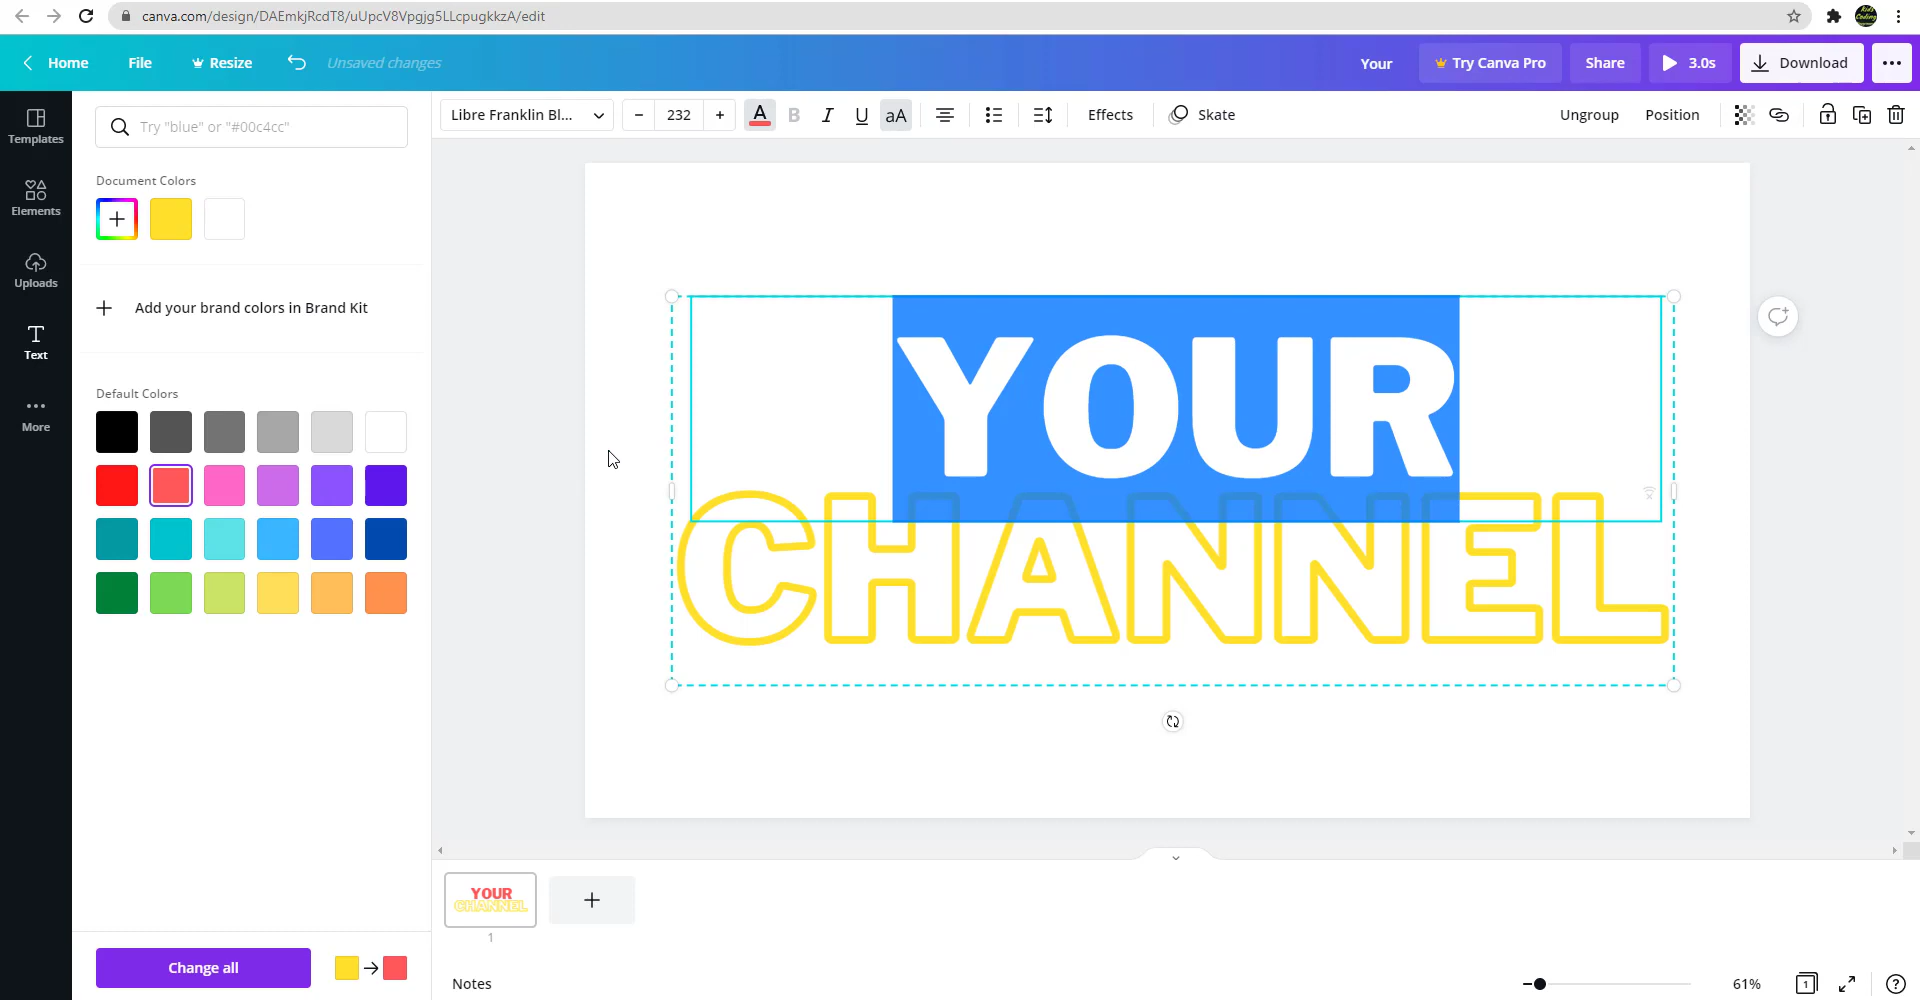 canva.com/design/DAEmkjRcdT8/uUpcV8Vpgjg5LLcpugkkzA/edit
Home
File
Resize
Unsaved changes
Your
Try Canva Pro
Share
3.0s
Download
Templates
Elements
Uploads
Text
More
Try "blue" or "#00c4cc"
Document Colors
Add your brand colors in Brand Kit
Default Colors
Change all
Libre Franklin Bl...
232
A
B
I
U
aA
Effects
Skate
Ungroup
Position
YOUR
CHANNEL
YOUR
CHANNEL
1
Notes
61%
1
?